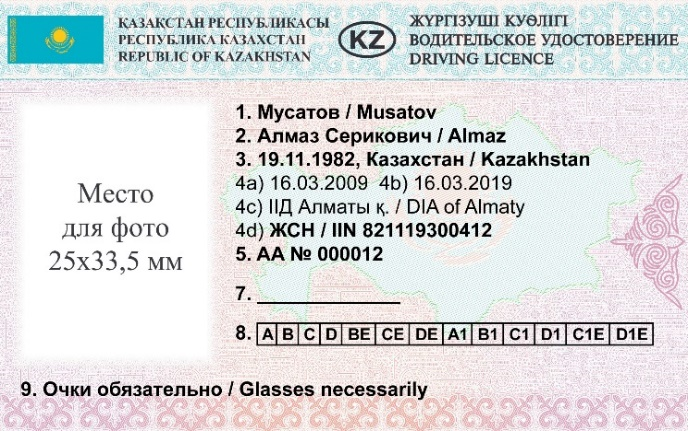 ҚАЗАҚСТАН РЕСПУБЛИКАСЫ
РЕСПУБЛИКА КАЗАХСТАН
REPUBLIC OF KAZAKHSTAN
KZ
ЖҮРГІЗУШІ КУӘЛІГІ
ВОДИТЕЛЬСКОЕ УДОСТОВЕРЕНИЕ
DRIVING LICENCE
Место
для фото
25х33,5 мм
1. Мусатов / Musatov
2. Алмаз Серикович / Almaz
3. 19.11.1982, Казахстан / Kazakhstan
4a) 16.03.2009 4b) 16.03.2019
4c) ІІД Алматы қ. / DIA of Almaty
4d) ЖСН / IIN 821119300412
5. AA № 000012
7.
8. A B C D BE CE DE A1 B1 C1 D1 C1E D1E
9. Очки обязательно / Glasses necessarily